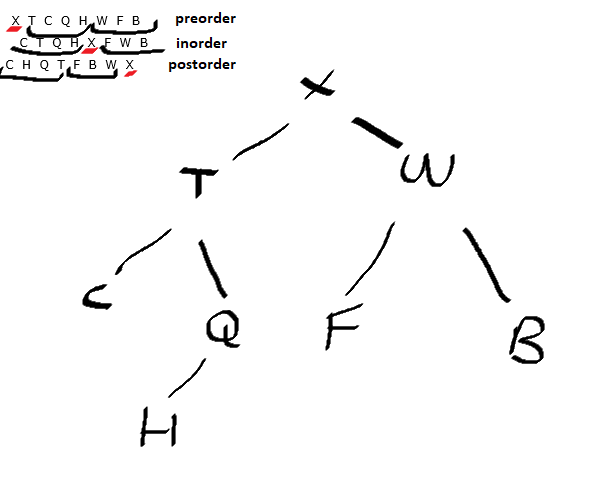 X T C Q H W F B preorder
C T Q H X F W B inorder
C H Q T F B W X postorder
X
T W
C Q F B
H